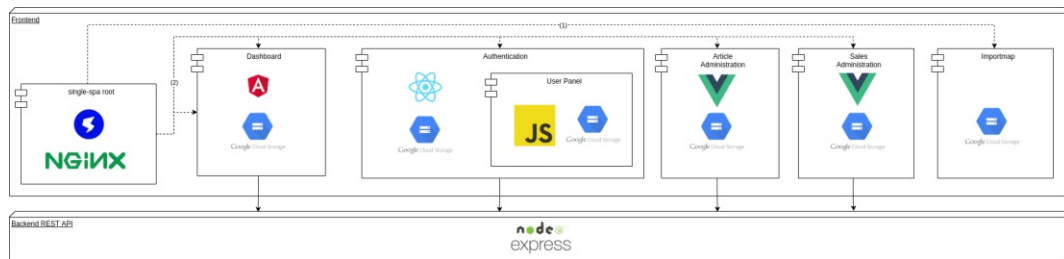 Frontend
(1)
Dashboard
Authentication
Article
Administration
Sales
Administration
Importmap
single-spa root
(2)
User Panel
JS
NGINX
Google Cloud Storage
Google Cloud Storage
Google Cloud Storage
Google Cloud Storage
Google Cloud Storage
Google Cloud Storage
Backend REST API
node
express